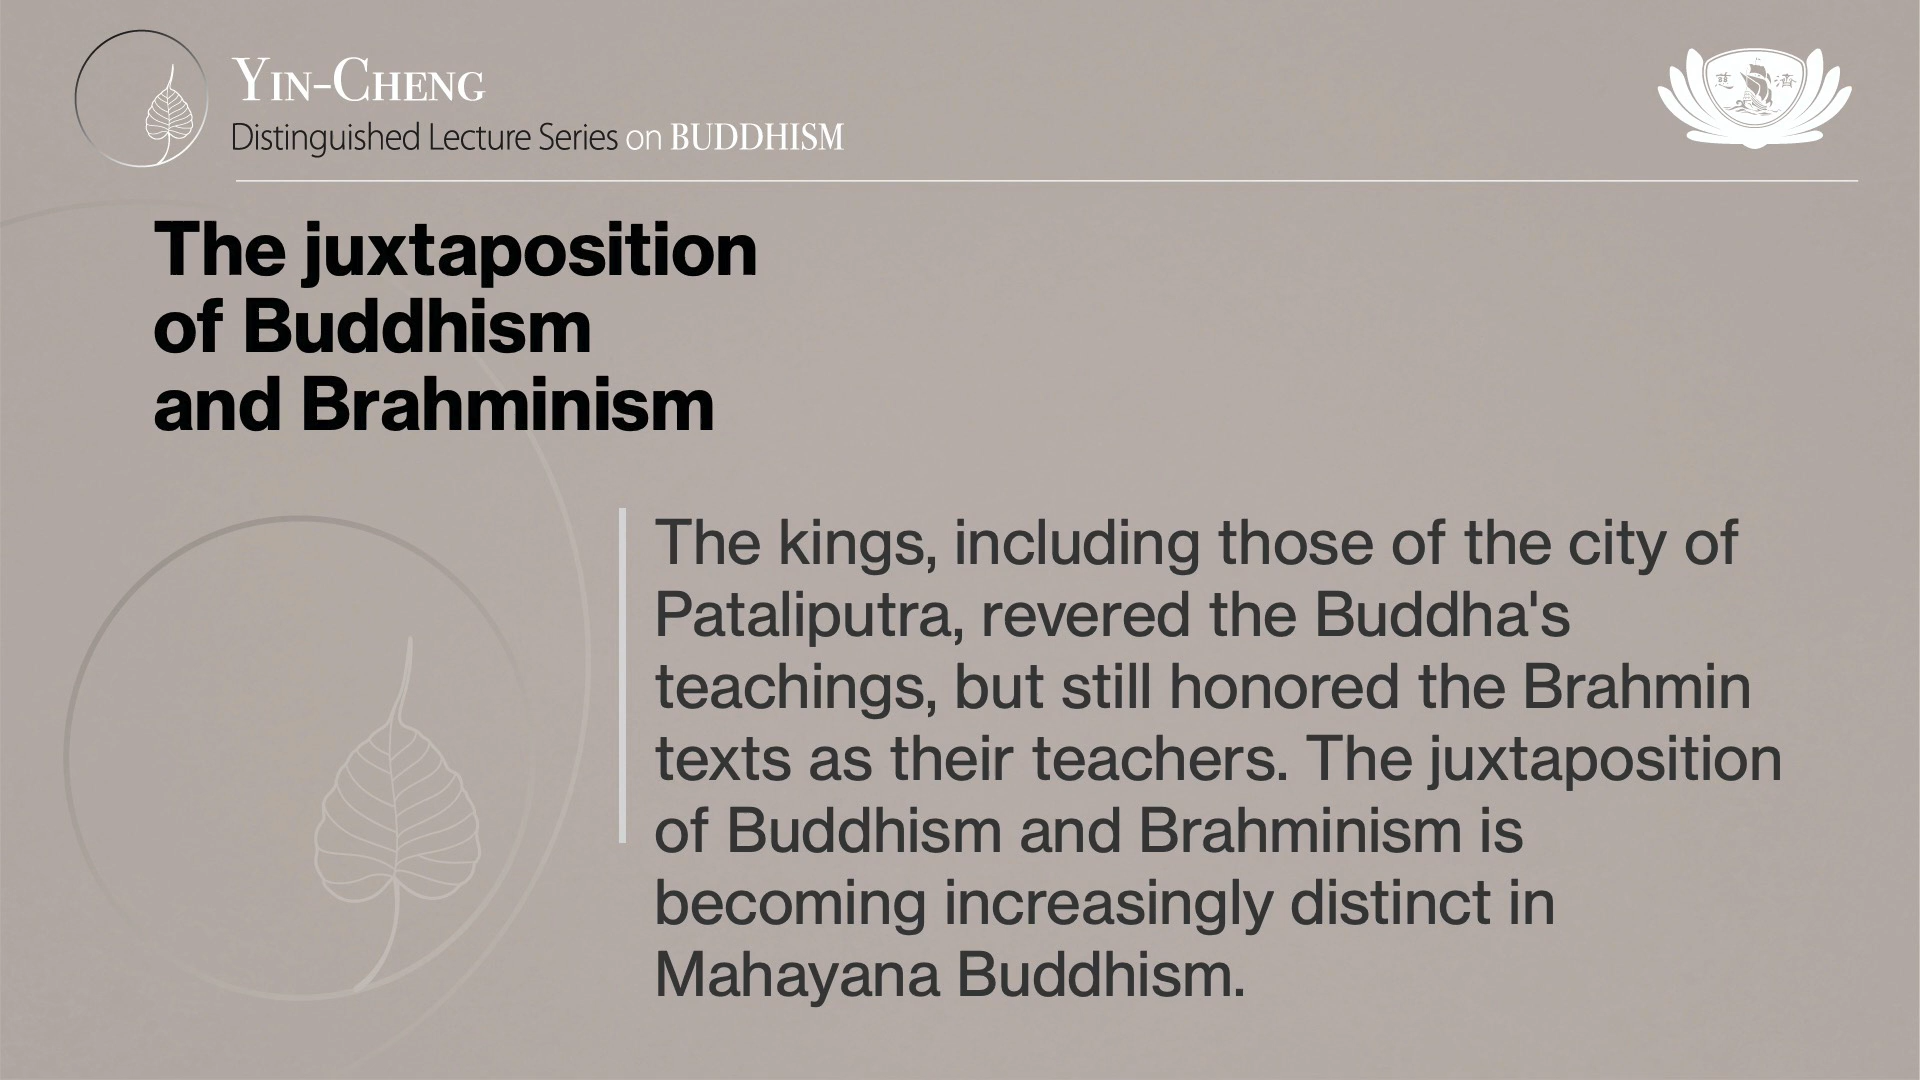 YIN-CHENG
Distinguished Lecture Series on BUDDHISM
慈 濟
The juxtaposition
of Buddhism
and Brahminism
The kings, including those of the city of
Pataliputra, revered the Buddha's
teachings, but still honored the Brahmin
texts as their teachers. The juxtaposition
of Buddhism and Brahminism is
becoming increasingly distinct in
Mahayana Buddhism.